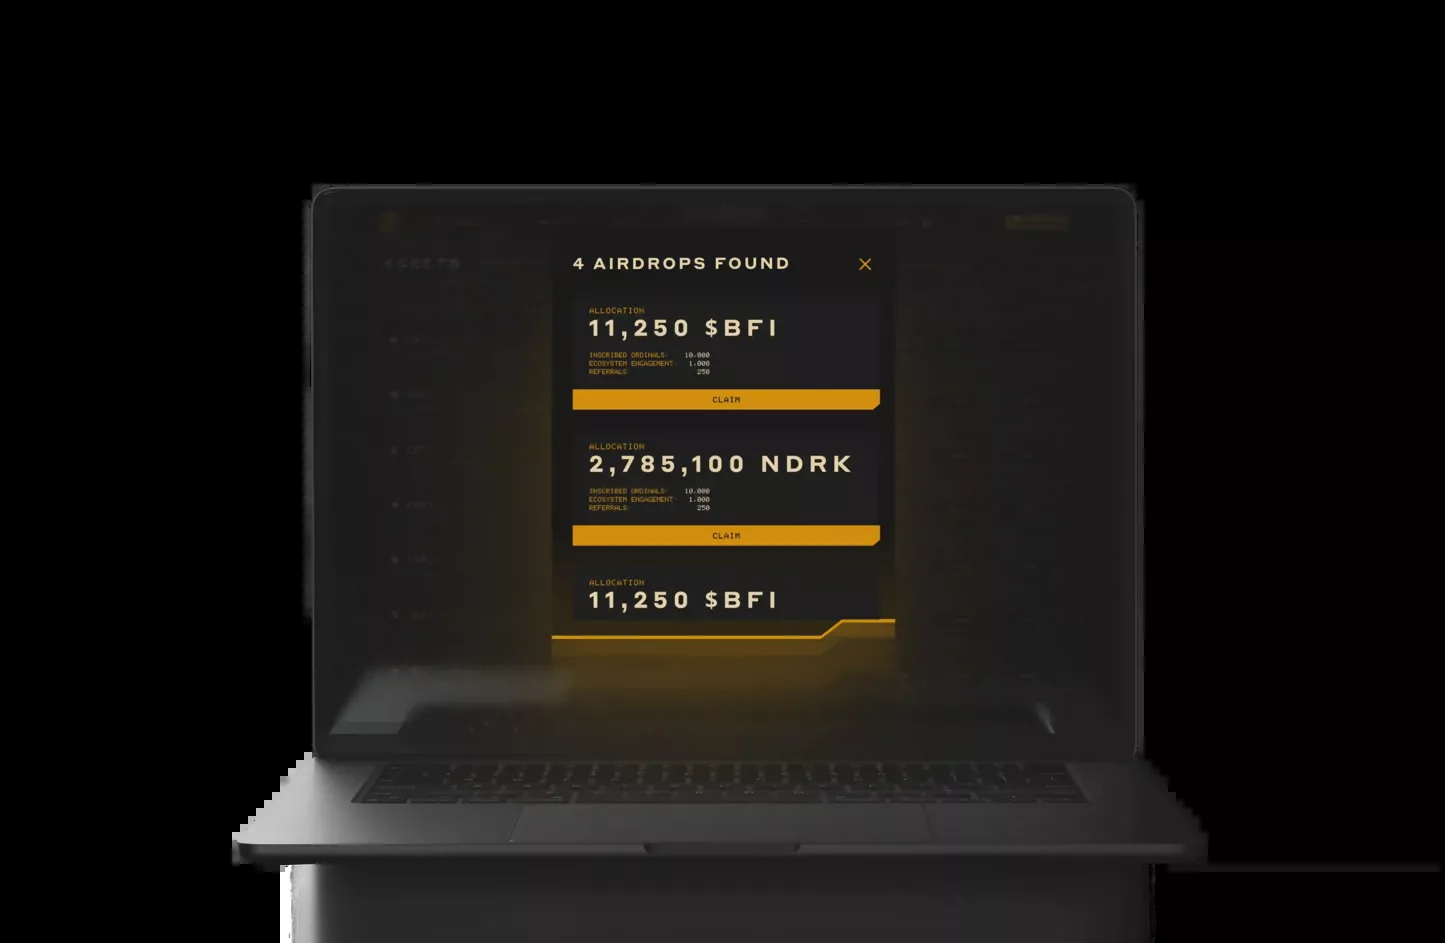 4 AIRDROPS FOUND
ALLOCATION
11,250 $BFI
INSCRIBED ORDINALS: 10.000
ECOSYSTEM ENGAGEMENT: 1.000
REFERRALS: 250
CLAIM
ALLOCATION
2,785,100 NDRK
INSCRIBED ORDINALS: 10.000
ECOSYSTEM ENGAGEMENT: 1.000
REFERRALS: 250
CLAIM
ALLOCATION
11,250 $BFI